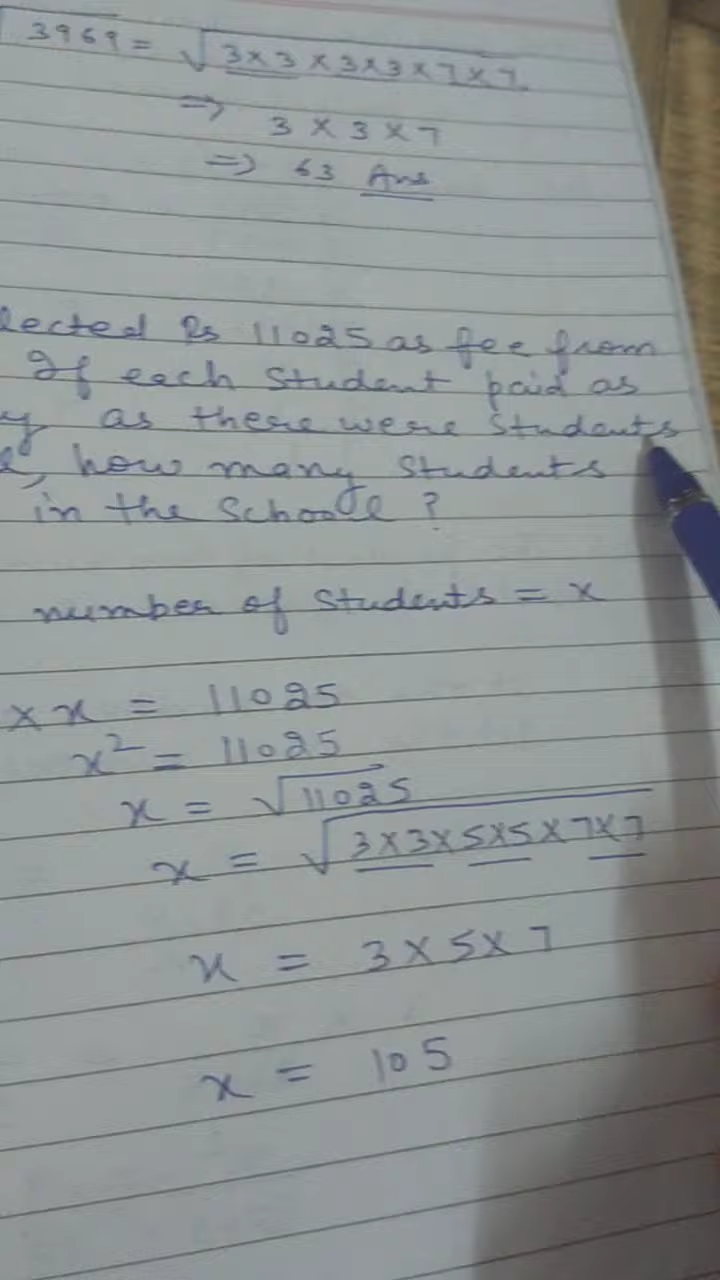 √3969 = √3×3×3×3×7×7
⇒ 3 × 3 × 7
⇒ 63 Ans
lected Rs 11025 as fee from
If each Student paid as
y as there were Students
, how many Students
in the Schoole ?
number of Students = x
× x = 11025
x² = 11025
x = √11025
x = √3×3×5×5×7×7
x = 3×5×7
x = 105